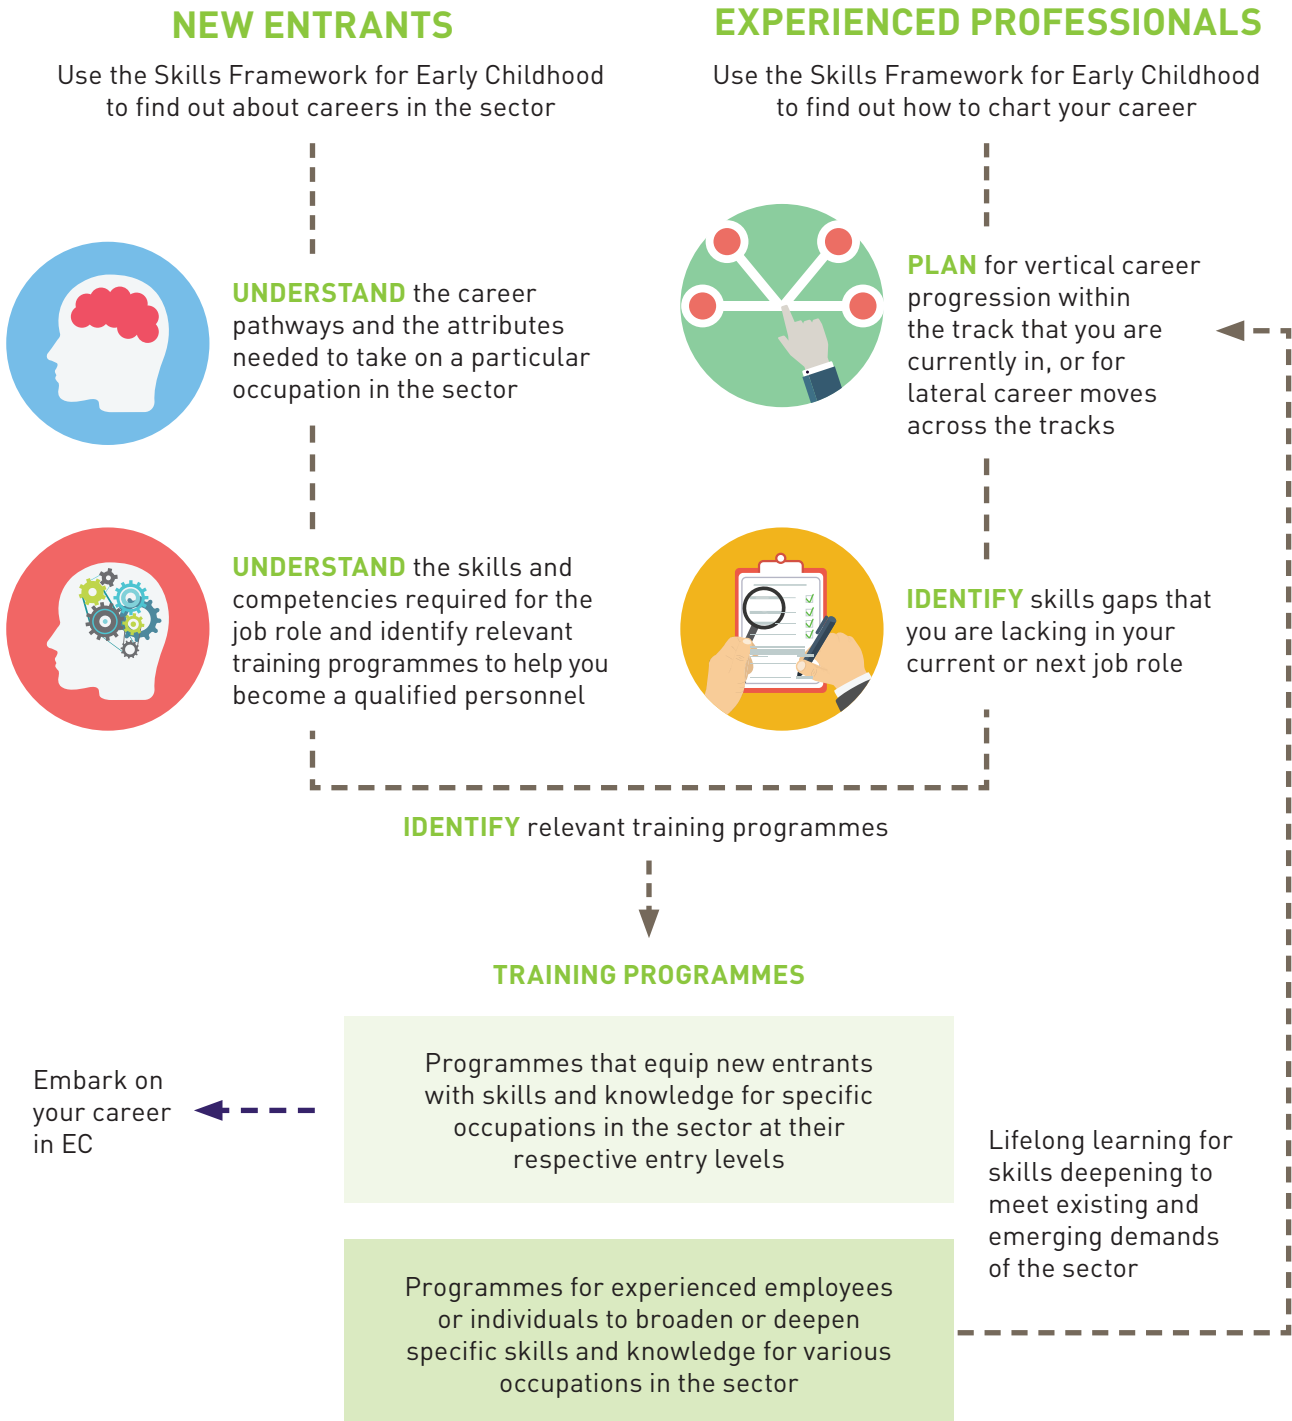 NEW ENTRANTS
Use the Skills Framework for Early Childhood
to find out about careers in the sector
UNDERSTAND the career
pathways and the attributes
needed to take on a particular
occupation in the sector
UNDERSTAND the skills and
competencies required for the
job role and identify relevant
training programmes to help you
become a qualified personnel
EXPERIENCED PROFESSIONALS
Use the Skills Framework for Early Childhood
to find out how to chart your career
PLAN for vertical career
progression within
the track that you are
currently in, or for
lateral career moves
across the tracks
IDENTIFY skills gaps that
you are lacking in your
current or next job role
IDENTIFY relevant training programmes
TRAINING PROGRAMMES
Programmes that equip new entrants
with skills and knowledge for specific
occupations in the sector at their
respective entry levels
Embark on
your career
in EC
Programmes for experienced employees
or individuals to broaden or deepen
specific skills and knowledge for various
occupations in the sector
Lifelong learning for
skills deepening to
meet existing and
emerging demands
of the sector